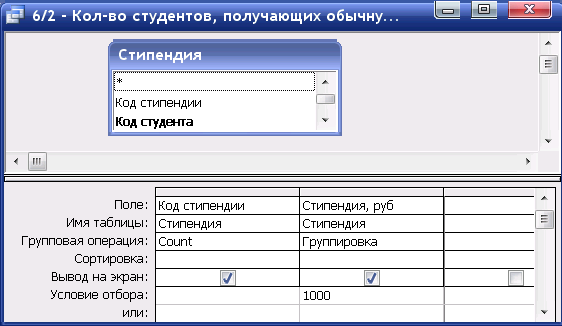 6/2 - Кол-во студентов, получающих обычну...
Стипендия
*
Код стипендии
Код студента
Поле: Код стипендии Стипендия, руб
Имя таблицы: Стипендия Стипендия
Групповая операция: Count Группировка
Сортировка:
Вывод на экран:
Условие отбора: 1000
или: